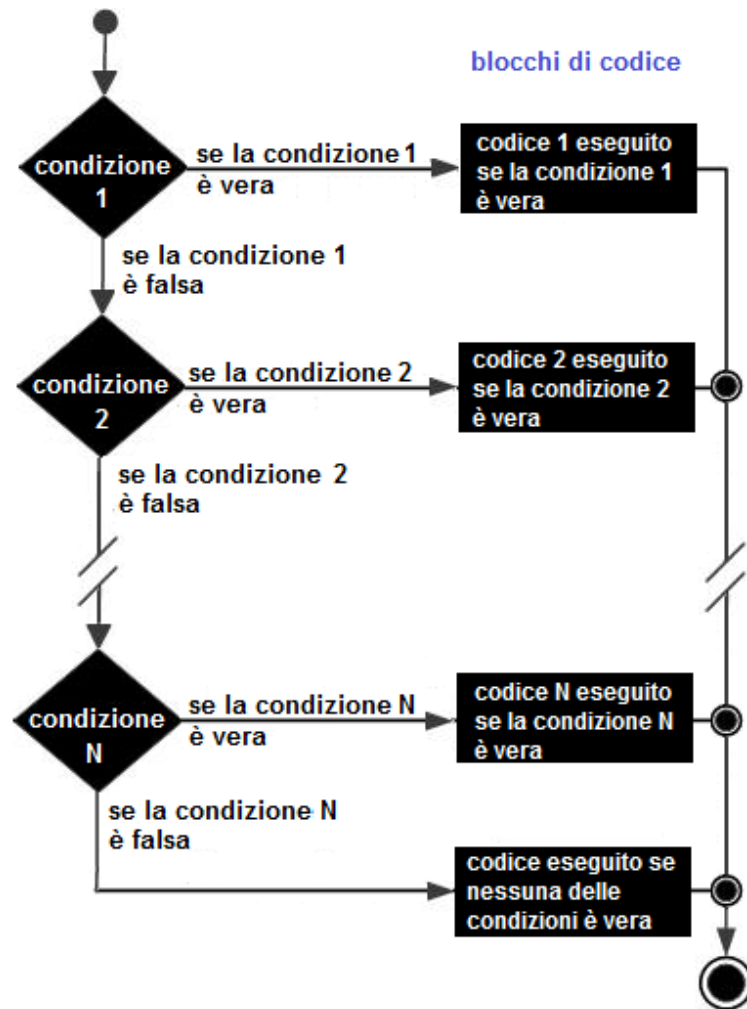 blocchi di codice
condizione
1
se la condizione 1
è vera
codice 1 eseguito
se la condizione 1
è vera
se la condizione 1
è falsa
condizione
2
se la condizione 2
è vera
codice 2 eseguito
se la condizione 2
è vera
se la condizione 2
è falsa
condizione
N
se la condizione N
è vera
codice N eseguito
se la condizione N
è vera
se la condizione N
è falsa
codice eseguito se
nessuna delle
condizioni è vera